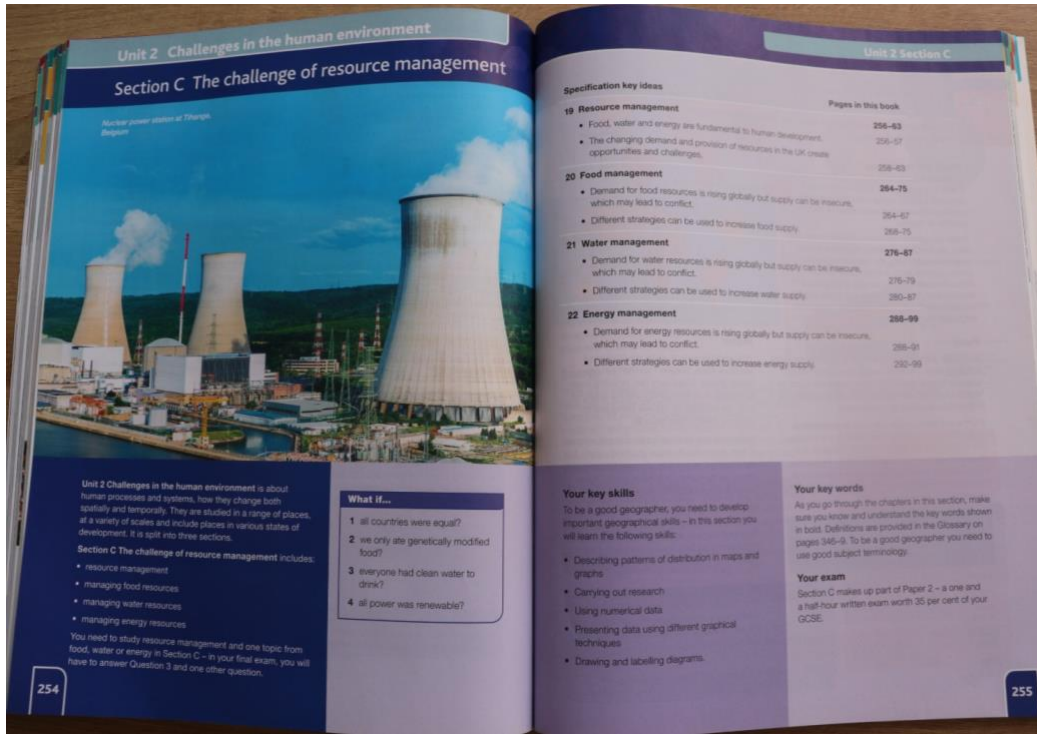 Unit 2 Challenges in the human environment
Section C The challenge of resource management
Nuclear power station at Tihange,
Belgium
Unit 2 Challenges in the human environment is about
human processes and systems, how they change both
spatially and temporally. They are studied in a range of places,
at a variety of scales and include places in various states of
development. It is split into three sections.
Section C The challenge of resource management includes:
• resource management
• managing food resources
• managing water resources
• managing energy resources
You need to study resource management and one topic from
food, water or energy in Section C – in your final exam, you will
have to answer Question 3 and one other question.
What if...
1 all countries were equal?
2 we only ate genetically modified
food?
3 everyone had clean water to
drink?
4 all power was renewable?
254
Unit 2 Section C
Specification key ideas
Pages in this book
19 Resource management 256–63
• Food, water and energy are fundamental to human development. 256–57
• The changing demand and provision of resources in the UK create
opportunities and challenges. 258–63
20 Food management 264–75
• Demand for food resources is rising globally but supply can be insecure,
which may lead to conflict. 264–67
• Different strategies can be used to increase food supply. 268–75
21 Water management 276–87
• Demand for water resources is rising globally but supply can be insecure,
which may lead to conflict. 276–79
• Different strategies can be used to increase water supply. 280–87
22 Energy management 288–99
• Demand for energy resources is rising globally but supply can be insecure,
which may lead to conflict. 288–91
• Different strategies can be used to increase energy supply. 292–99
Your key skills
To be a good geographer, you need to develop
important geographical skills – in this section you
will learn the following skills:
• Describing patterns of distribution in maps and
graphs
• Carrying out research
• Using numerical data
• Presenting data using different graphical
techniques
• Drawing and labelling diagrams.
Your key words
As you go through the chapters in this section, make
sure you know and understand the key words shown
in bold. Definitions are provided in the Glossary on
pages 346–9. To be a good geographer you need to
use good subject terminology.
Your exam
Section C makes up part of Paper 2 – a one and
a half-hour written exam worth 35 per cent of your
GCSE.
255